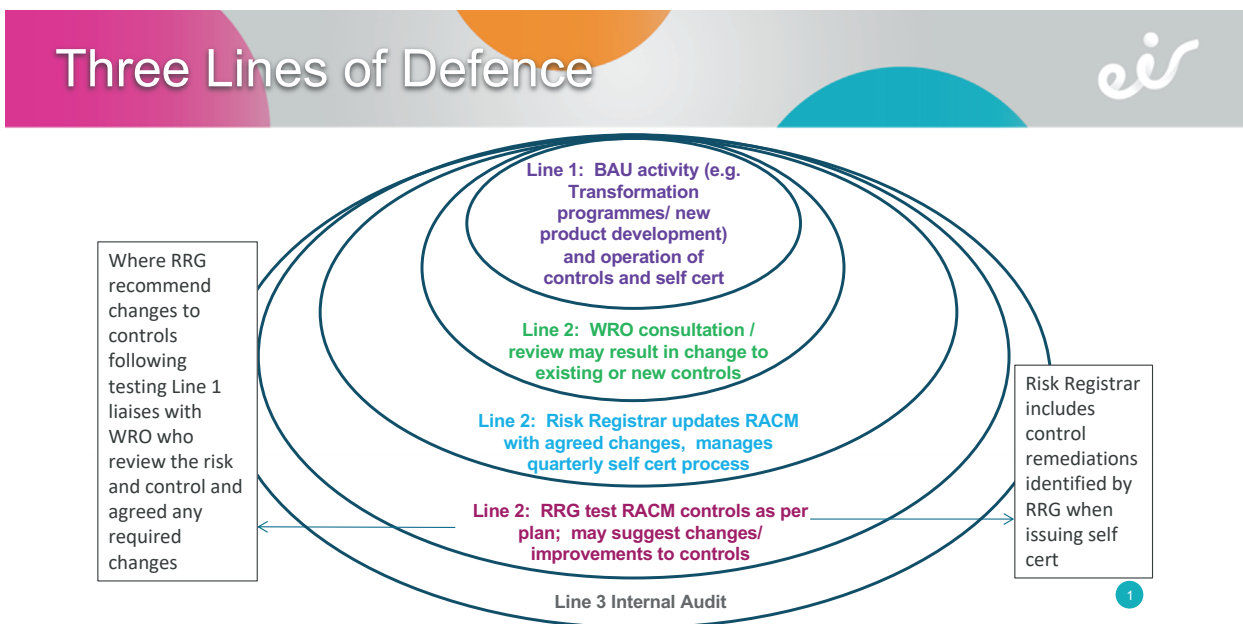 Three Lines of Defence
eir
Line 1: BAU activity (e.g.
Transformation
programmes/ new
product development)
and operation of
controls and self cert
Where RRG
recommend
changes to
controls
following
testing Line 1
liaises with
WRO who
review the risk
and control and
agreed any
required
changes
Line 2: WRO consultation /
review may result in change to
existing or new controls
Line 2: Risk Registrar updates RACM
with agreed changes, manages
quarterly self cert process
Line 2: RRG test RACM controls as per
plan; may suggest changes/
improvements to controls
Risk Registrar
includes
control
remediations
identified by
RRG when
issuing self
cert
Line 3 Internal Audit
1